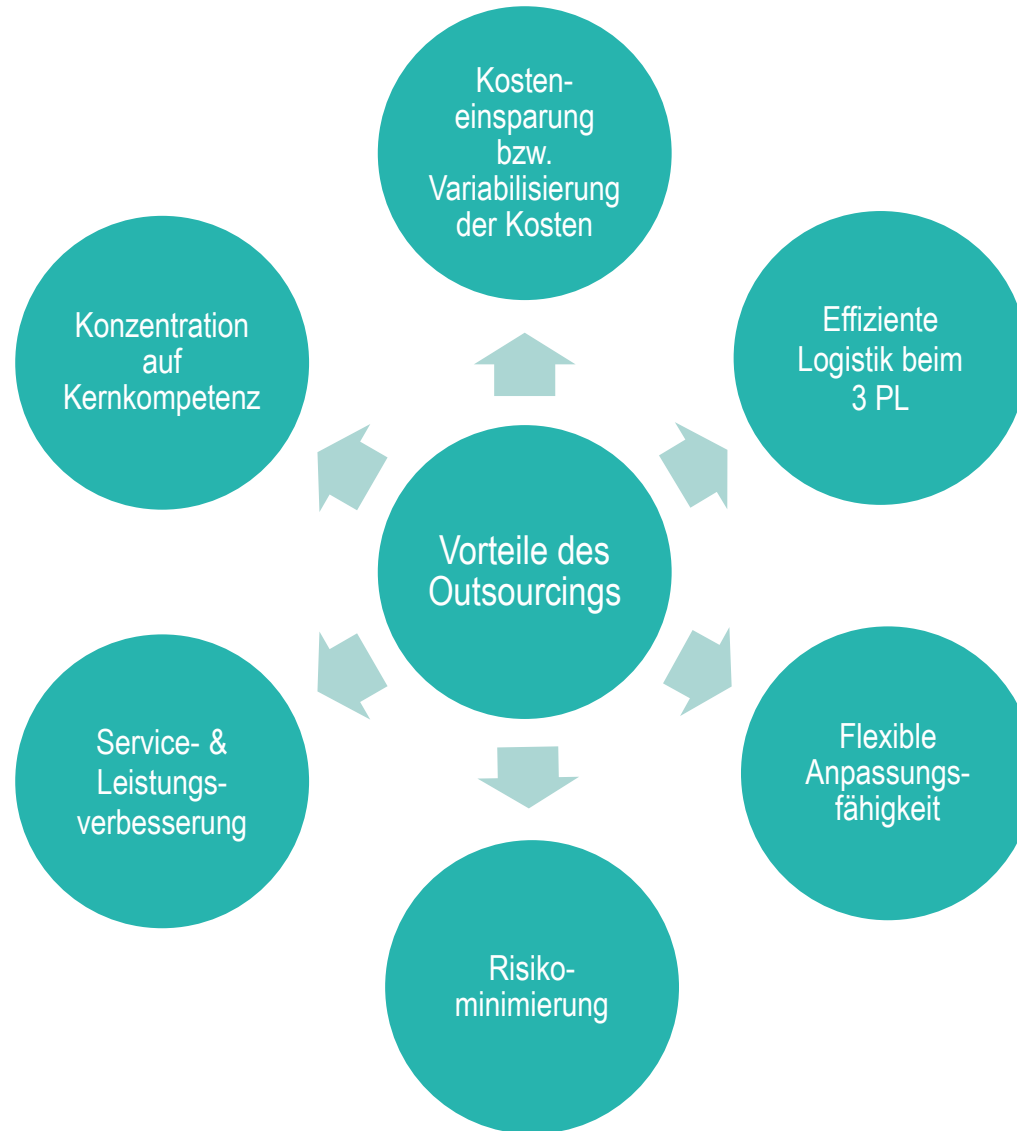 Kosten-
einsparung
bzw.
Variabilisierung
der Kosten
Effiziente
Logistik beim
3 PL
Flexible
Anpassungs-
fähigkeit
Risiko-
minimierung
Service- &
Leistungs-
verbesserung
Konzentration
auf
Kernkompetenz
Vorteile des
Outsourcings